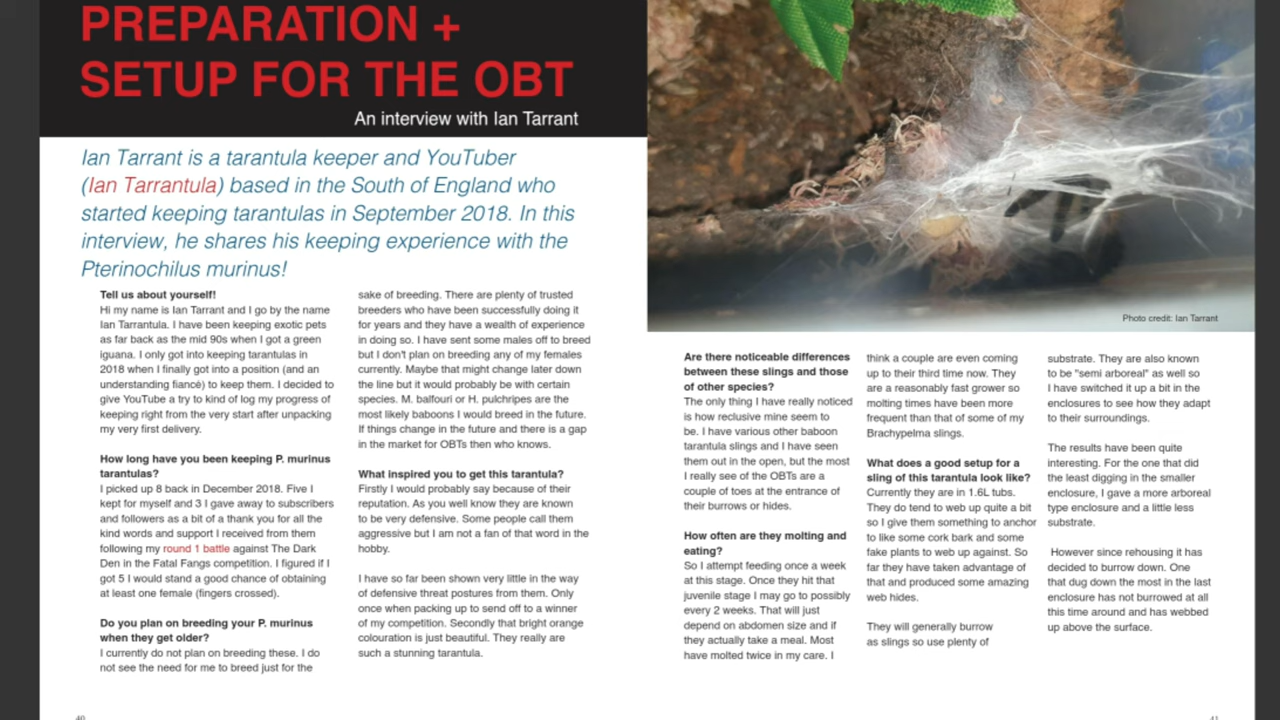 PREPARATION +
SETUP FOR THE OBT
An interview with Ian Tarrant
Ian Tarrant is a tarantula keeper and YouTuber
(Ian Tarrantula) based in the South of England who
started keeping tarantulas in September 2018. In this
interview, he shares his keeping experience with the
Pterinochilus murinus!
Tell us about yourself!
Hi my name is Ian Tarrant and I go by the name
Ian Tarrantula. I have been keeping exotic pets
as far back as the mid 90s when I got a green
iguana. I only got into keeping tarantulas in
2018 when I finally got into a position (and an
understanding fiancé) to keep them. I decided to
give YouTube a try to kind of log my progress of
keeping right from the very start after unpacking
my very first delivery.
How long have you been keeping P. murinus
tarantulas?
I picked up 8 back in December 2018. Five I
kept for myself and 3 I gave away to subscribers
and followers as a bit of a thank you for all the
kind words and support I received from them
following my round 1 battle against The Dark
Den in the Fatal Fangs competition. I figured if I
got 5 I would stand a good chance of obtaining
at least one female (fingers crossed).
Do you plan on breeding your P. murinus
when they get older?
I currently do not plan on breeding these. I do
not see the need for me to breed just for the
sake of breeding. There are plenty of trusted
breeders who have been successfully doing it
for years and they have a wealth of experience
in doing so. I have sent some males off to breed
but I don't plan on breeding any of my females
currently. Maybe that might change later down
the line but it would probably be with certain
species. M. balfouri or H. pulchripes are the
most likely baboons I would breed in the future.
If things change in the future and there is a gap
in the market for OBTs then who knows.
What inspired you to get this tarantula?
Firstly I would probably say because of their
reputation. As you well know they are known
to be very defensive. Some people call them
aggressive but I am not a fan of that word in the
hobby.
I have so far been shown very little in the way
of defensive threat postures from them. Only
once when packing up to send off to a winner
of my competition. Secondly that bright orange
colouration is just beautiful. They really are
such a stunning tarantula.
40
Photo credit: Ian Tarrant
Are there noticeable differences
between these slings and those
of other species?
The only thing I have really noticed
is how reclusive mine seem to
be. I have various other baboon
tarantula slings and I have seen
them out in the open, but the most
I really see of the OBTs are a
couple of toes at the entrance of
their burrows or hides.
How often are they molting and
eating?
So I attempt feeding once a week
at this stage. Once they hit that
juvenile stage I may go to possibly
every 2 weeks. That will just
depend on abdomen size and if
they actually take a meal. Most
have molted twice in my care. I
think a couple are even coming
up to their third time now. They
are a reasonably fast grower so
molting times have been more
frequent than that of some of my
Brachypelma slings.
What does a good setup for a
sling of this tarantula look like?
Currently they are in 1.6L tubs.
They do tend to web up quite a bit
so I give them something to anchor
to like some cork bark and some
fake plants to web up against. So
far they have taken advantage of
that and produced some amazing
web hides.
They will generally burrow
as slings so use plenty of
substrate. They are also known
to be "semi arboreal" as well so
I have switched it up a bit in the
enclosures to see how they adapt
to their surroundings.
The results have been quite
interesting. For the one that did
the least digging in the smaller
enclosure, I gave a more arboreal
type enclosure and a little less
substrate.
However since rehousing it has
decided to burrow down. One
that dug down the most in the last
enclosure has not burrowed at all
this time around and has webbed
up above the surface.
41